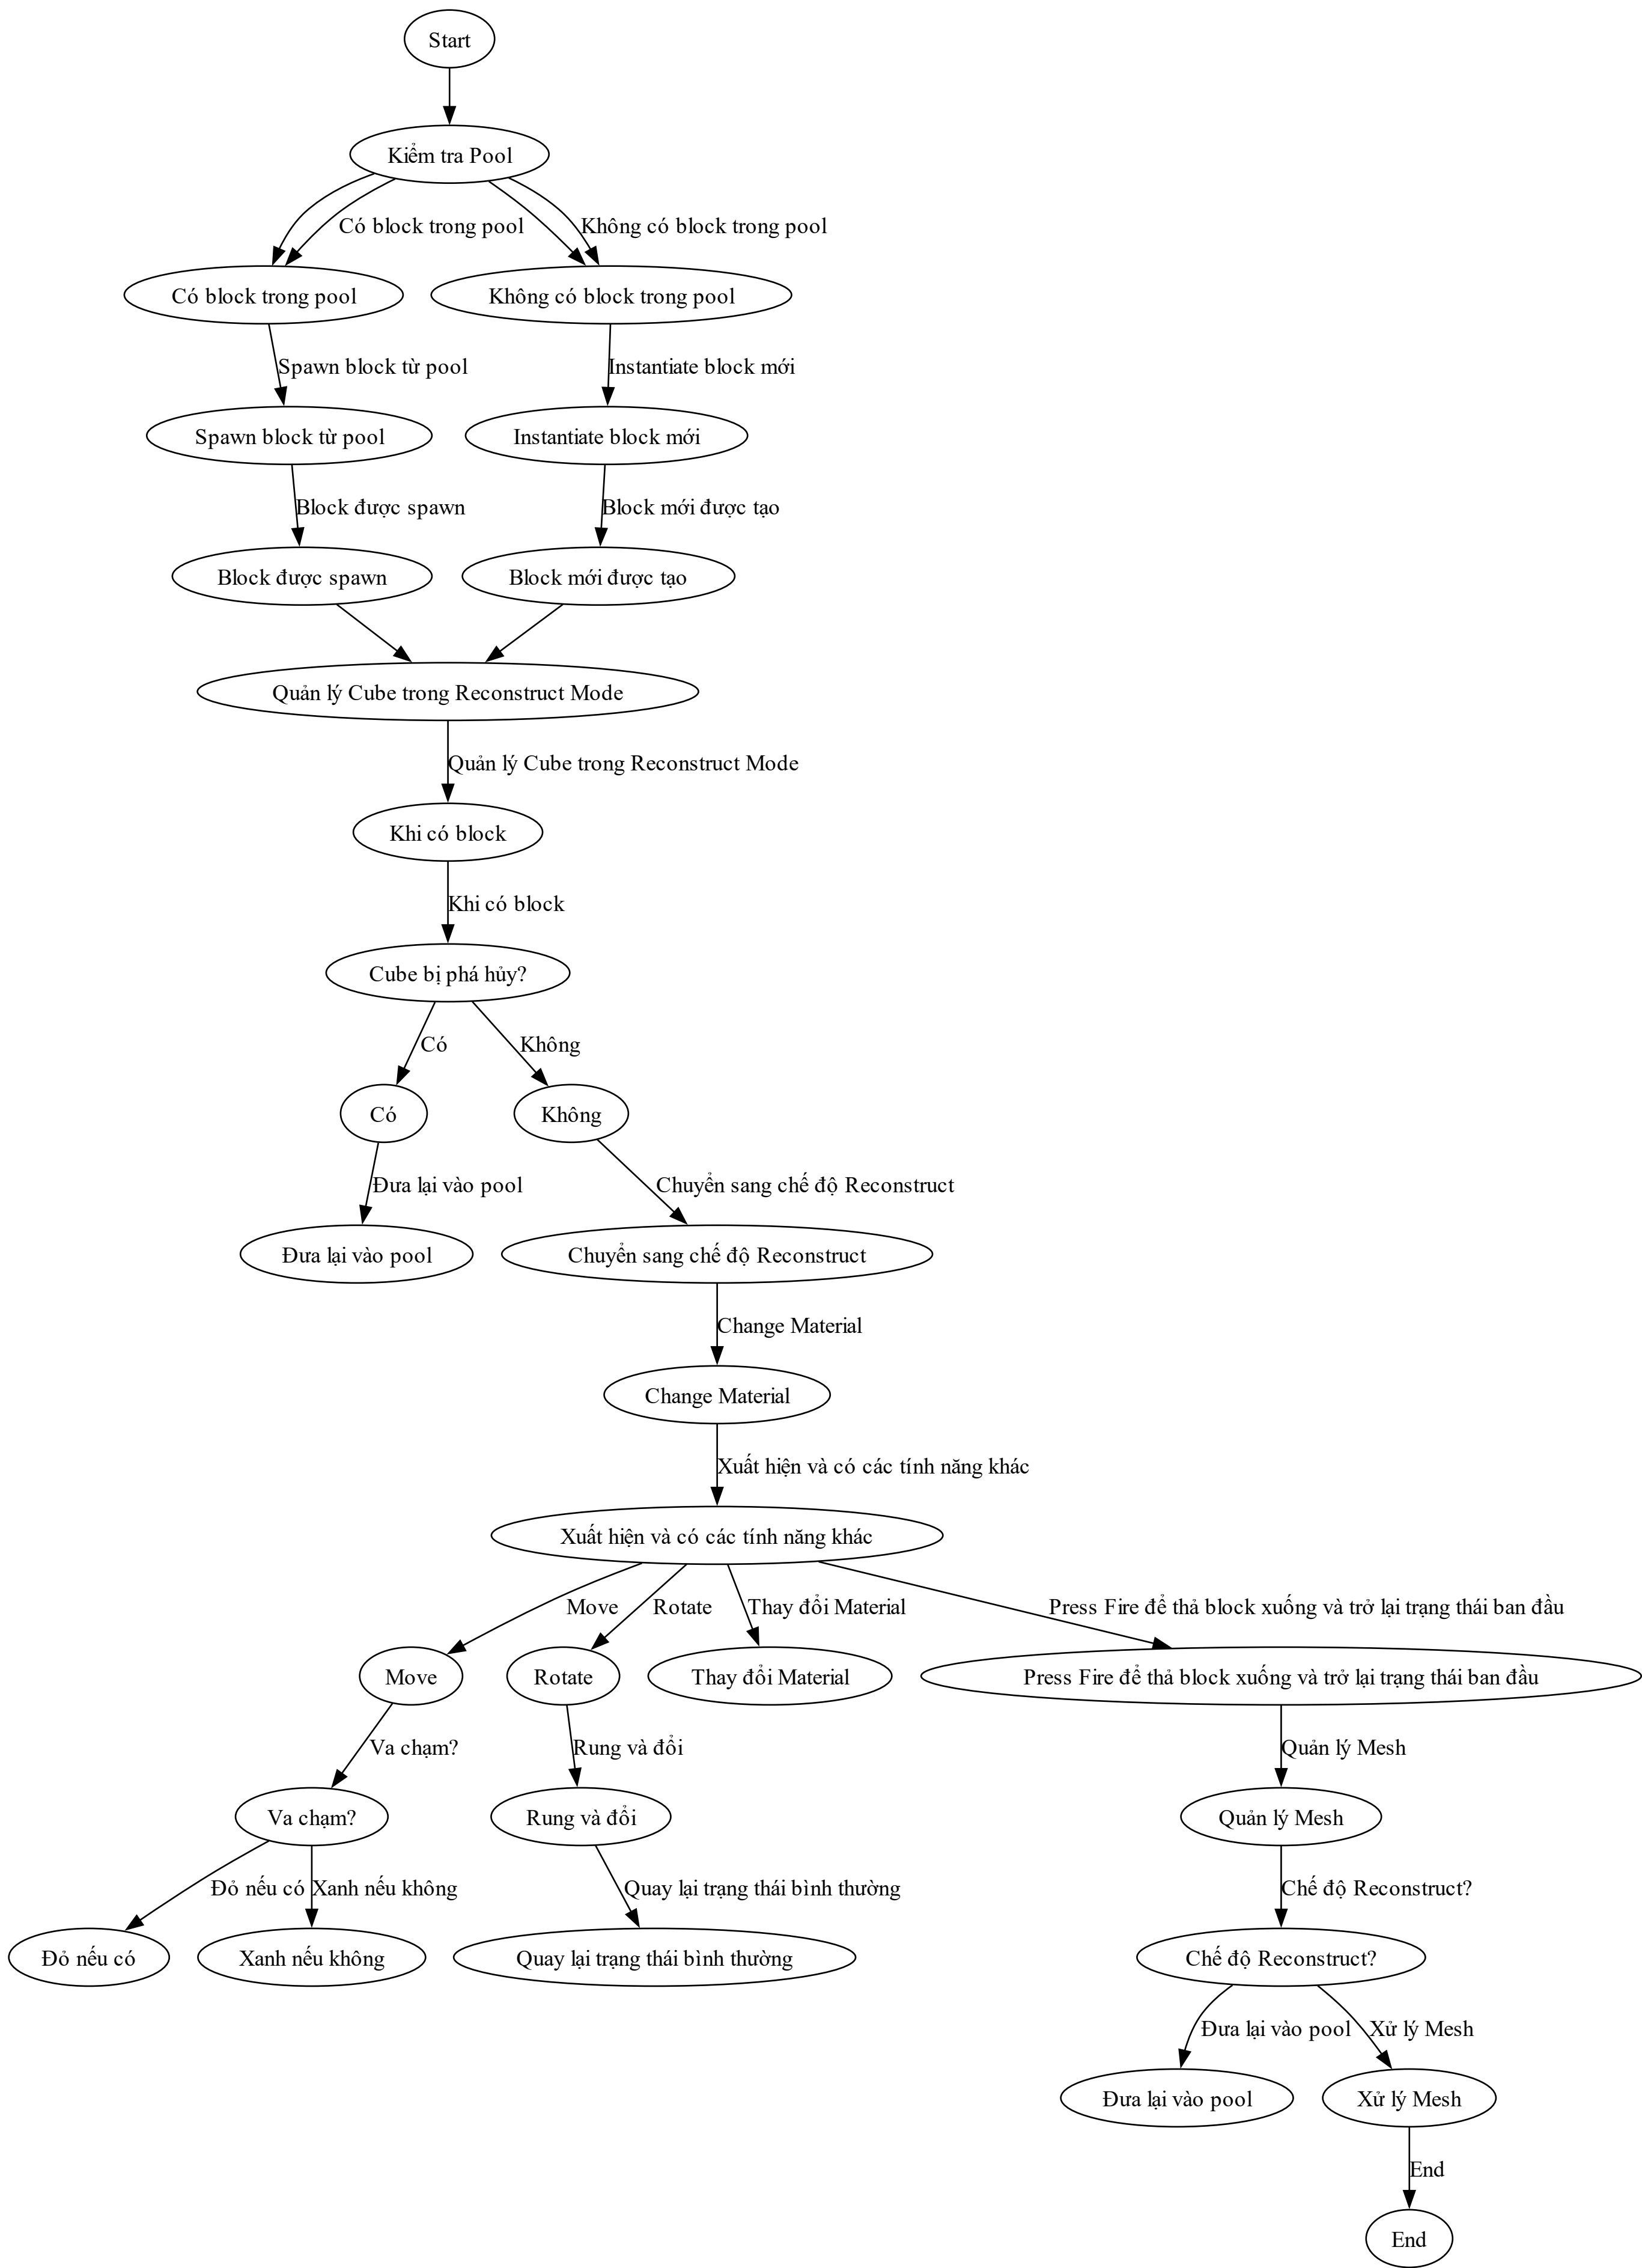 Start
Kiểm tra Pool
Có block trong pool
Không có block trong pool
Có block trong pool
Không có block trong pool
Spawn block từ pool
Instantiate block mới
Spawn block từ pool
Instantiate block mới
Block được spawn
Block mới được tạo
Block được spawn
Block mới được tạo
Quản lý Cube trong Reconstruct Mode
Quản lý Cube trong Reconstruct Mode
Khi có block
Khi có block
Cube bị phá hủy?
Có
Không
Có
Không
Đưa lại vào pool
Chuyển sang chế độ Reconstruct
Đưa lại vào pool
Chuyển sang chế độ Reconstruct
Change Material
Change Material
Xuất hiện và có các tính năng khác
Xuất hiện và có các tính năng khác
Move
Rotate
Thay đổi Material
Press Fire để thả block xuống và trở lại trạng thái ban đầu
Move
Rotate
Thay đổi Material
Press Fire để thả block xuống và trở lại trạng thái ban đầu
Va chạm?
Rung và đổi
Quản lý Mesh
Va chạm?
Rung và đổi
Quản lý Mesh
Đỏ nếu có
Xanh nếu không
Quay lại trạng thái bình thường
Chế độ Reconstruct?
Đỏ nếu có
Xanh nếu không
Quay lại trạng thái bình thường
Chế độ Reconstruct?
Đưa lại vào pool
Xử lý Mesh
Đưa lại vào pool
Xử lý Mesh
End
End